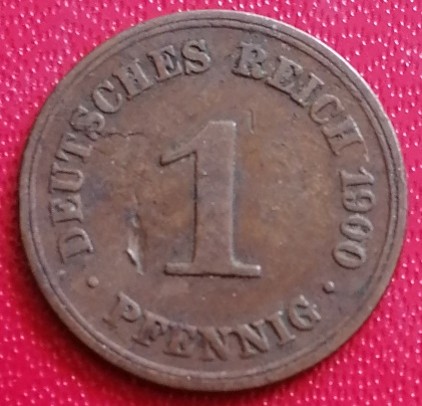 DEUTSCHES REICH 1900
1
· PFENNIG ·